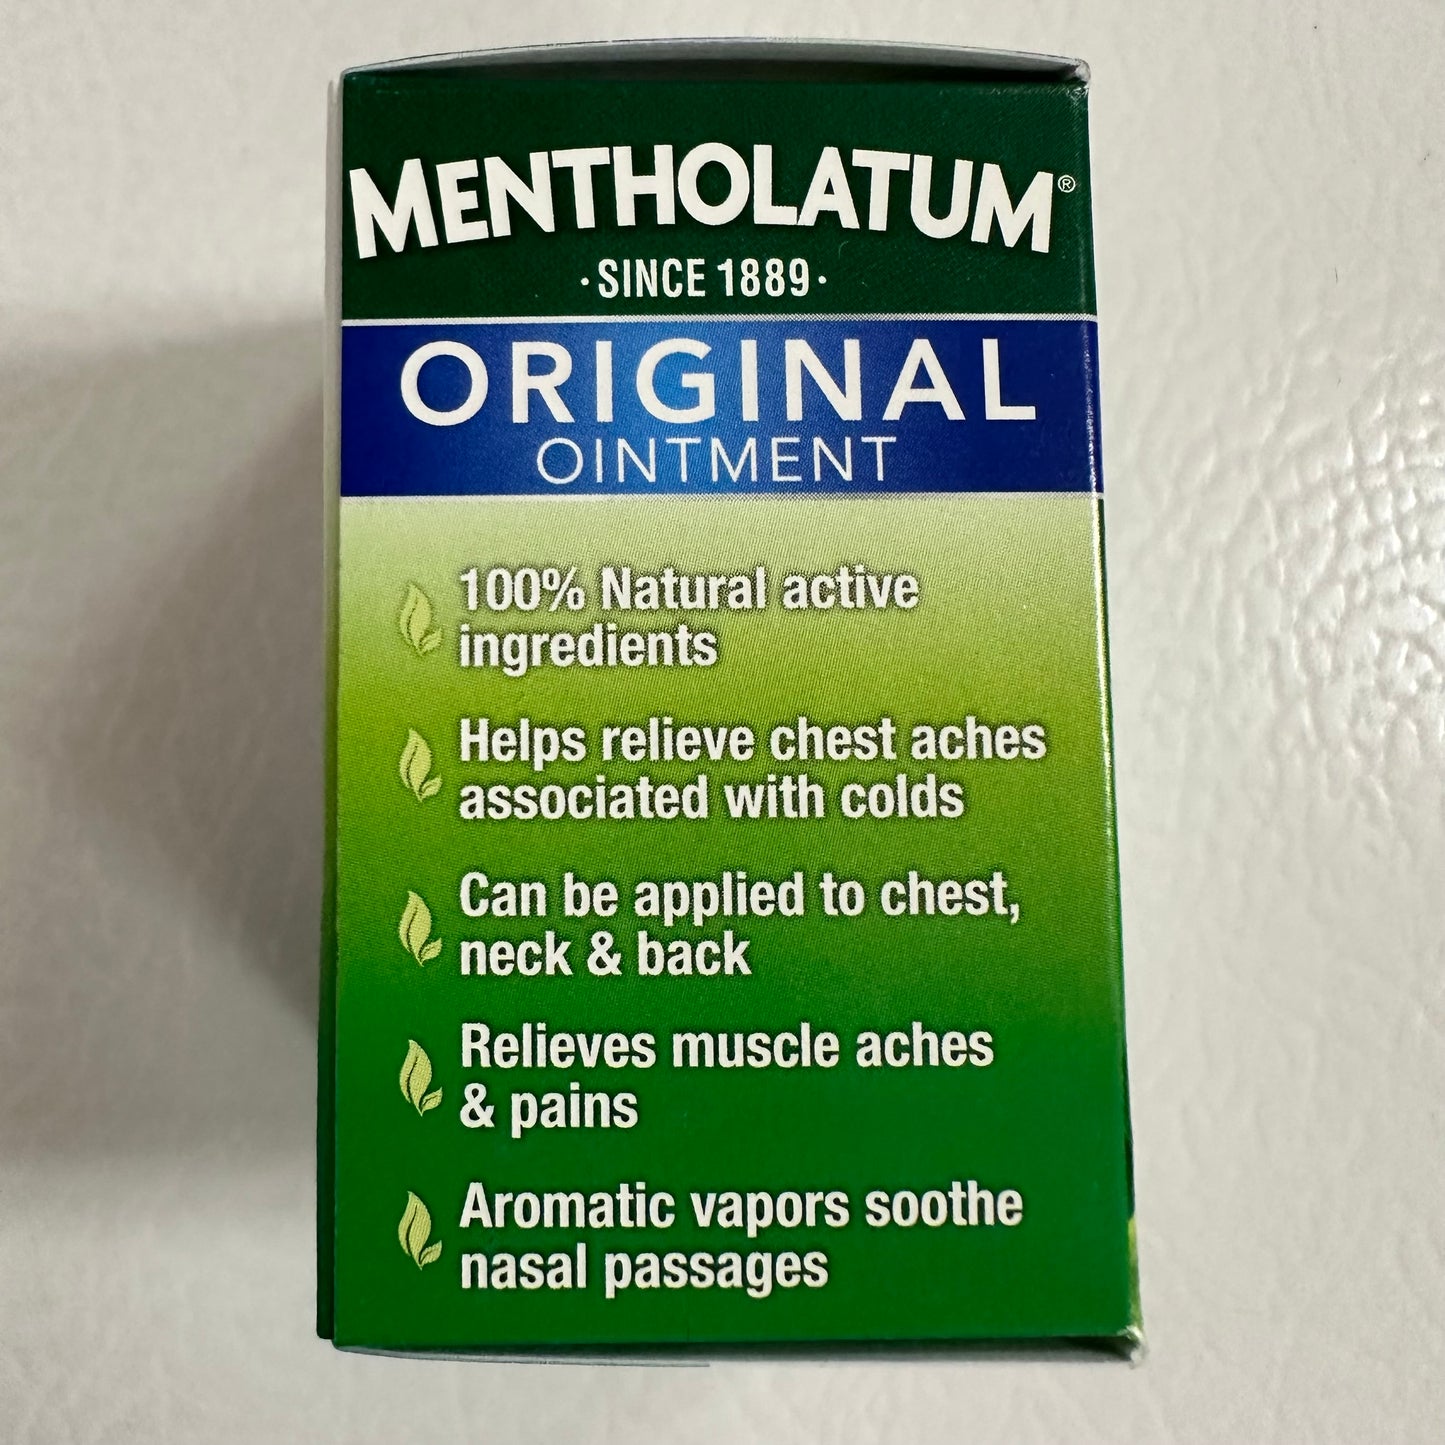 MENTHOLATUM®
· SINCE 1889 ·
ORIGINAL
OINTMENT
100% Natural active
ingredients
Helps relieve chest aches
associated with colds
Can be applied to chest,
neck & back
Relieves muscle aches
& pains
Aromatic vapors soothe
nasal passages